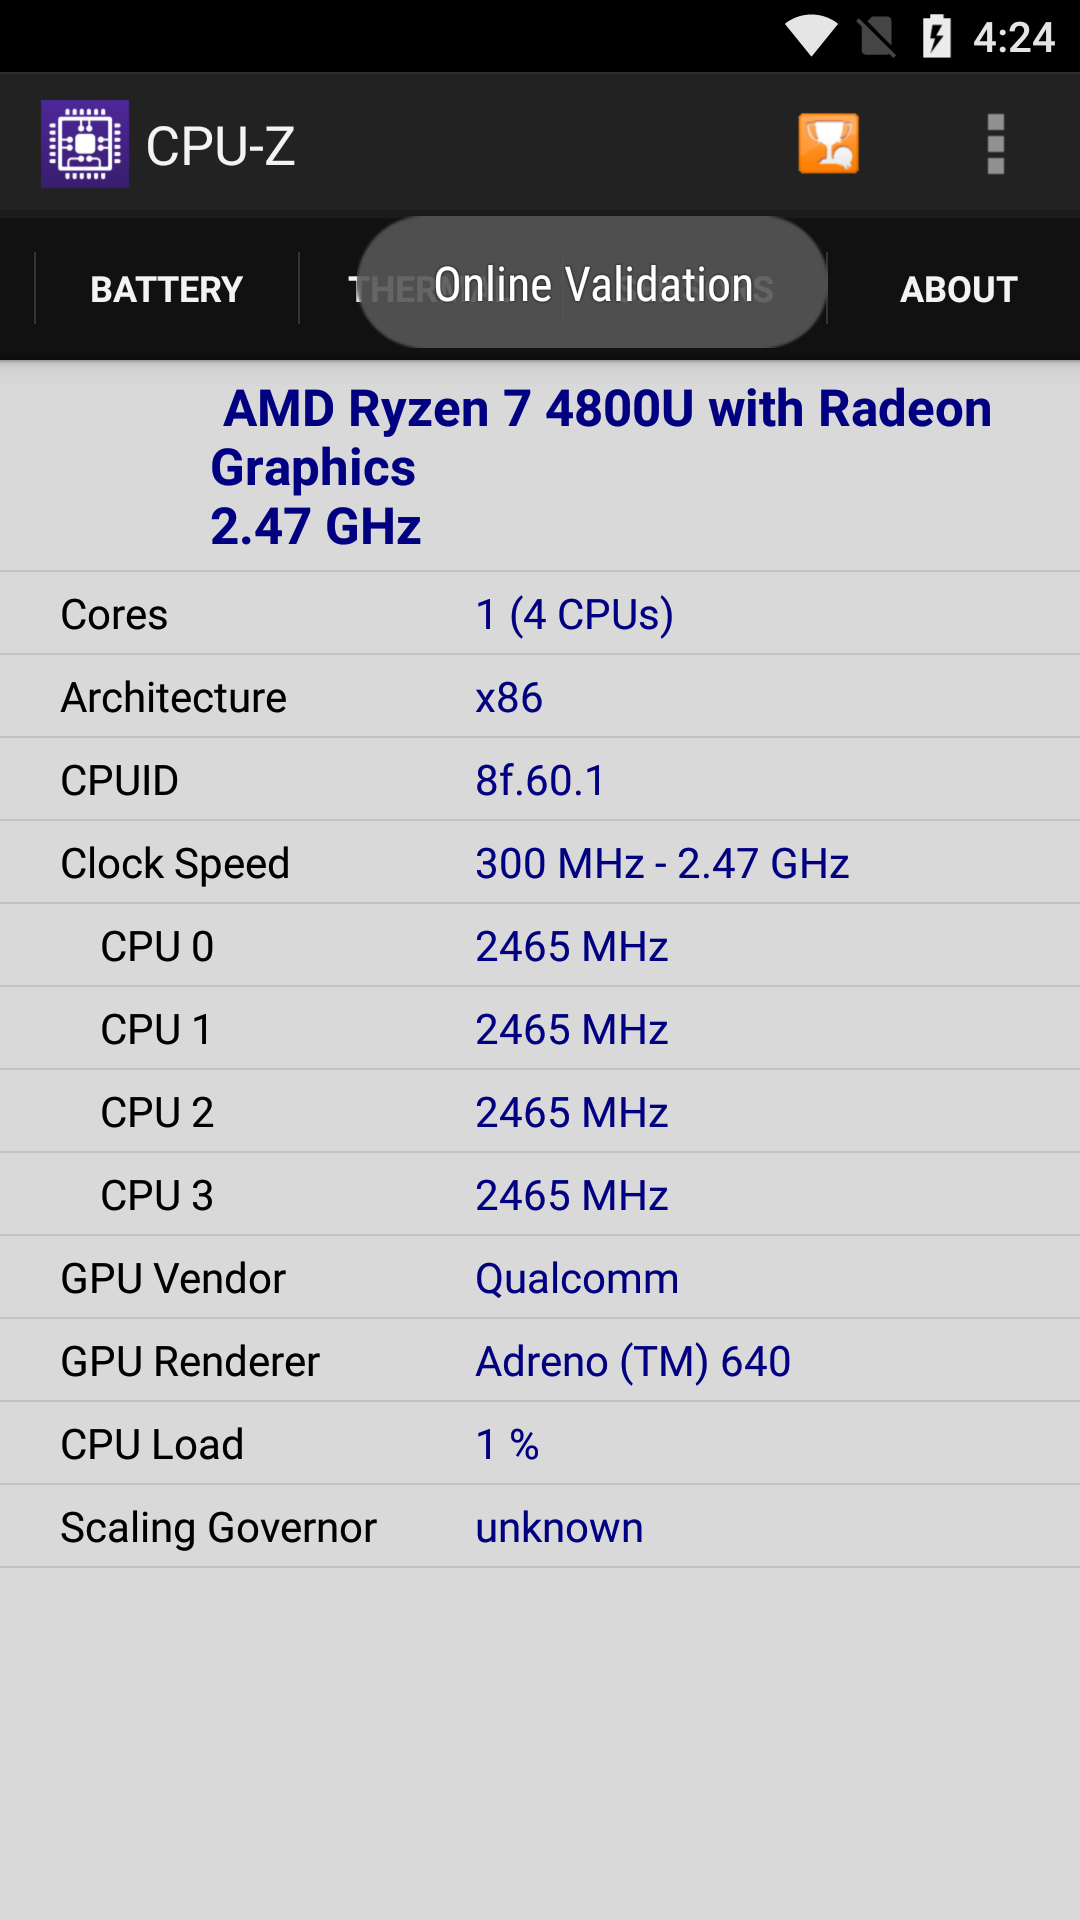 4:24
CPU-Z
BATTERY
Online Validation
ABOUT
AMD Ryzen 7 4800U with Radeon
Graphics
2.47 GHz
Cores 1 (4 CPUs)
Architecture x86
CPUID 8f.60.1
Clock Speed 300 MHz - 2.47 GHz
CPU 0 2465 MHz
CPU 1 2465 MHz
CPU 2 2465 MHz
CPU 3 2465 MHz
GPU Vendor Qualcomm
GPU Renderer Adreno (TM) 640
CPU Load 1 %
Scaling Governor unknown